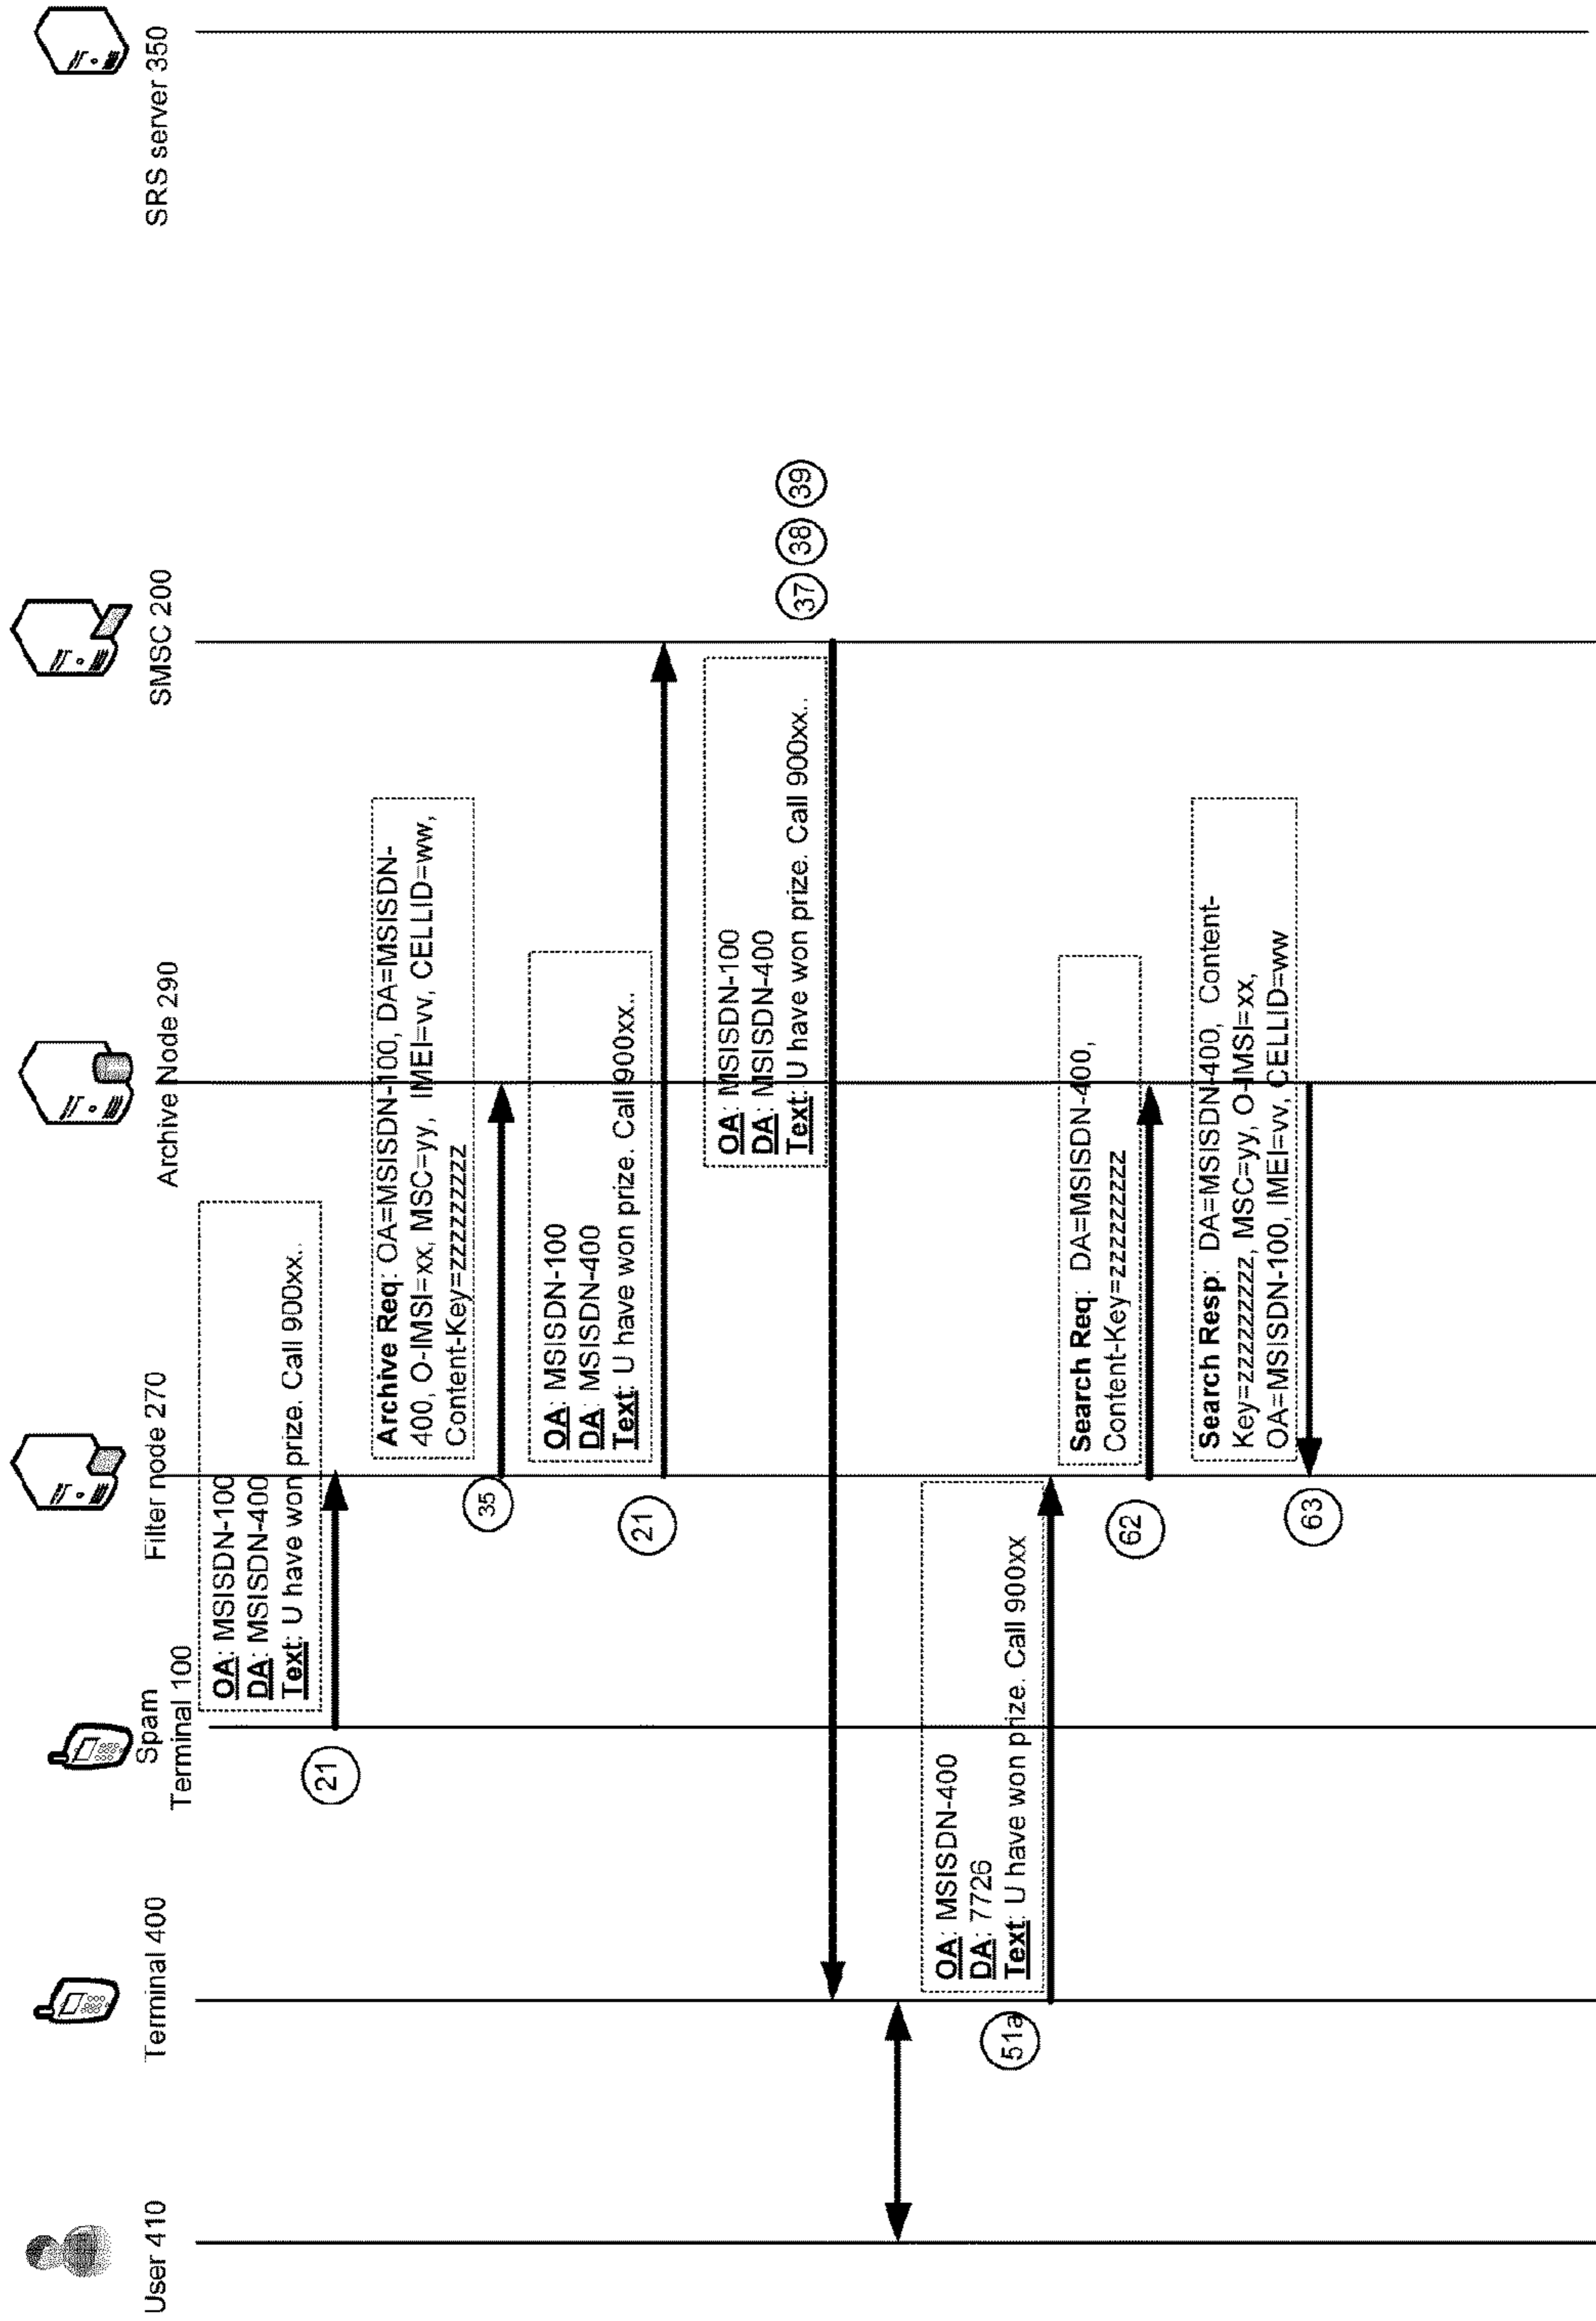 User 410
Terminal 400
Spam
Terminal 100
Filter node 270
Archive Node 290
SMSC 200
SRS server 350
OA: MSISDN-100
DA: MSISDN-400
Text: U have won prize. Call 900xx..
21
Archive Req: OA=MSISDN-100, DA=MSISDN-
400, O-IMSI=xx, MSC=yy, IMEI=vv, CELLID=ww,
Content-Key=zzzzzzzzz
35
OA: MSISDN-100
DA: MSISDN-400
Text: U have won prize. Call 900xx..
21
OA: MSISDN-100
DA: MSISDN-400
Text: U have won prize. Call 900xx..
37 38 39
OA: MSISDN-400
DA: 7726
Text: U have won prize. Call 900xx
51a
Search Req: DA=MSISDN-400,
Content-Key=zzzzzzzzz
62
Search Resp: DA=MSISDN-400, Content-
Key=zzzzzzzzz, MSC=yy, O-IMSI=xx,
OA=MSISDN-100, IMEI=vv, CELLID=ww
63